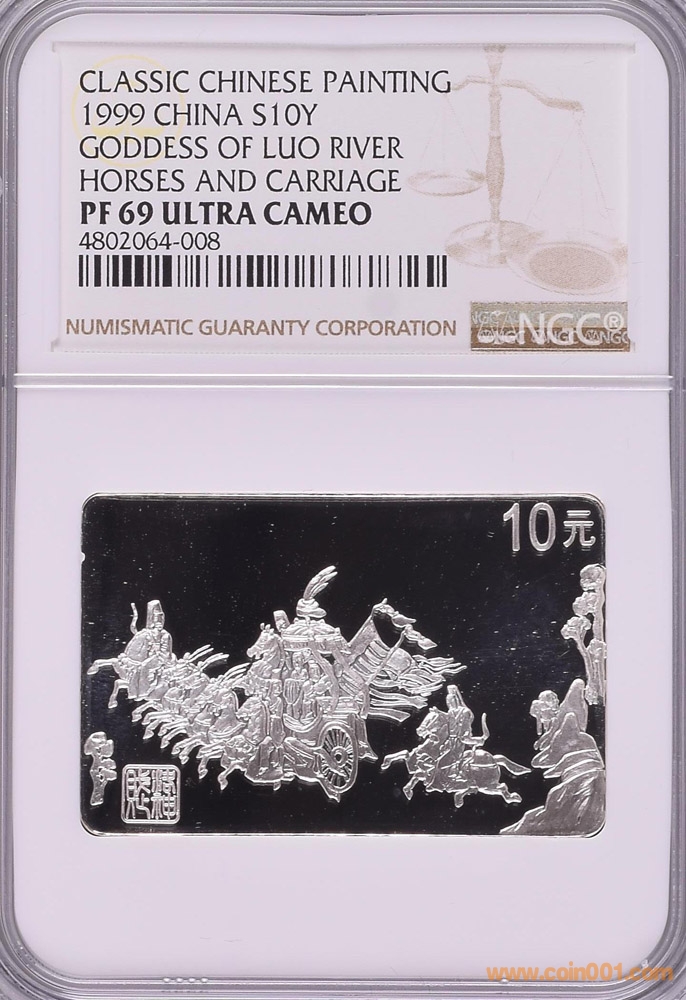 CLASSIC CHINESE PAINTING
1999 CHINA S10Y
GODDESS OF LUO RIVER
HORSES AND CARRIAGE
PF 69 ULTRA CAMEO
4802064-008
NUMISMATIC GUARANTY CORPORATION
NGC®
10元
www.coin001.com